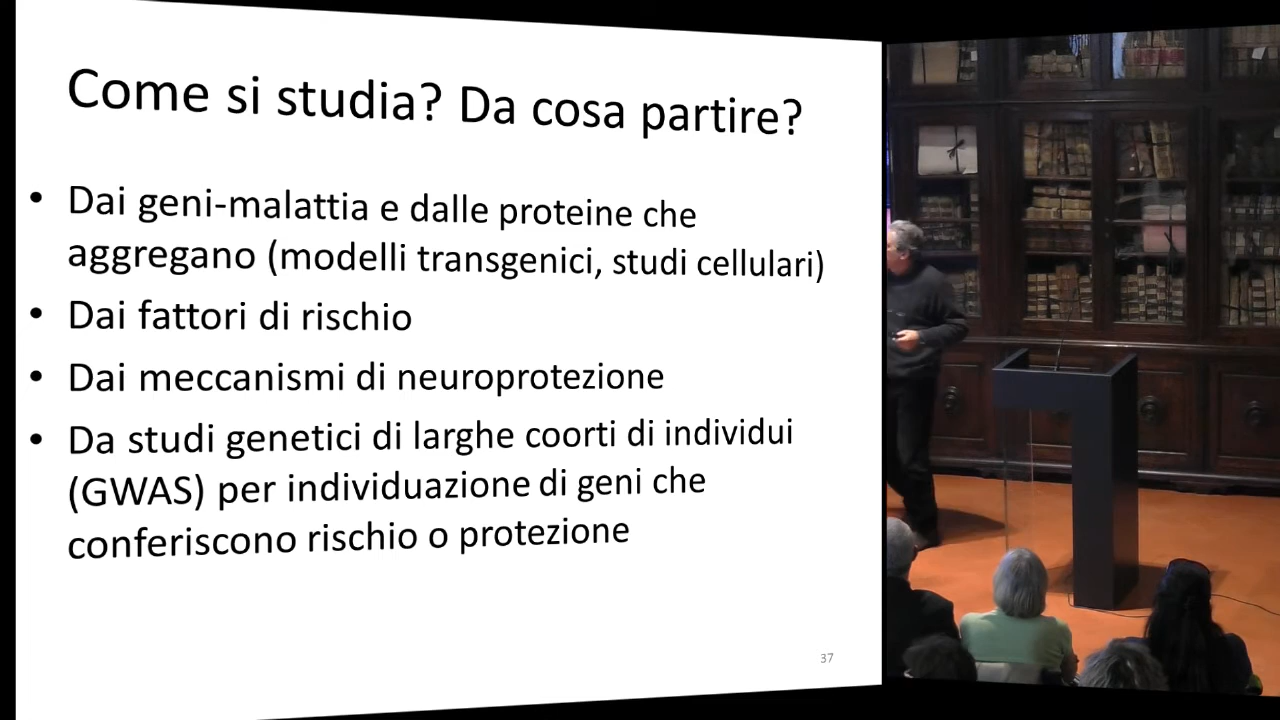 Come si studia? Da cosa partire?
• Dai geni-malattia e dalle proteine che
aggregano (modelli transgenici, studi cellulari)
• Dai fattori di rischio
• Dai meccanismi di neuroprotezione
• Da studi genetici di larghe coorti di individui
(GWAS) per individuazione di geni che
conferiscono rischio o protezione
37